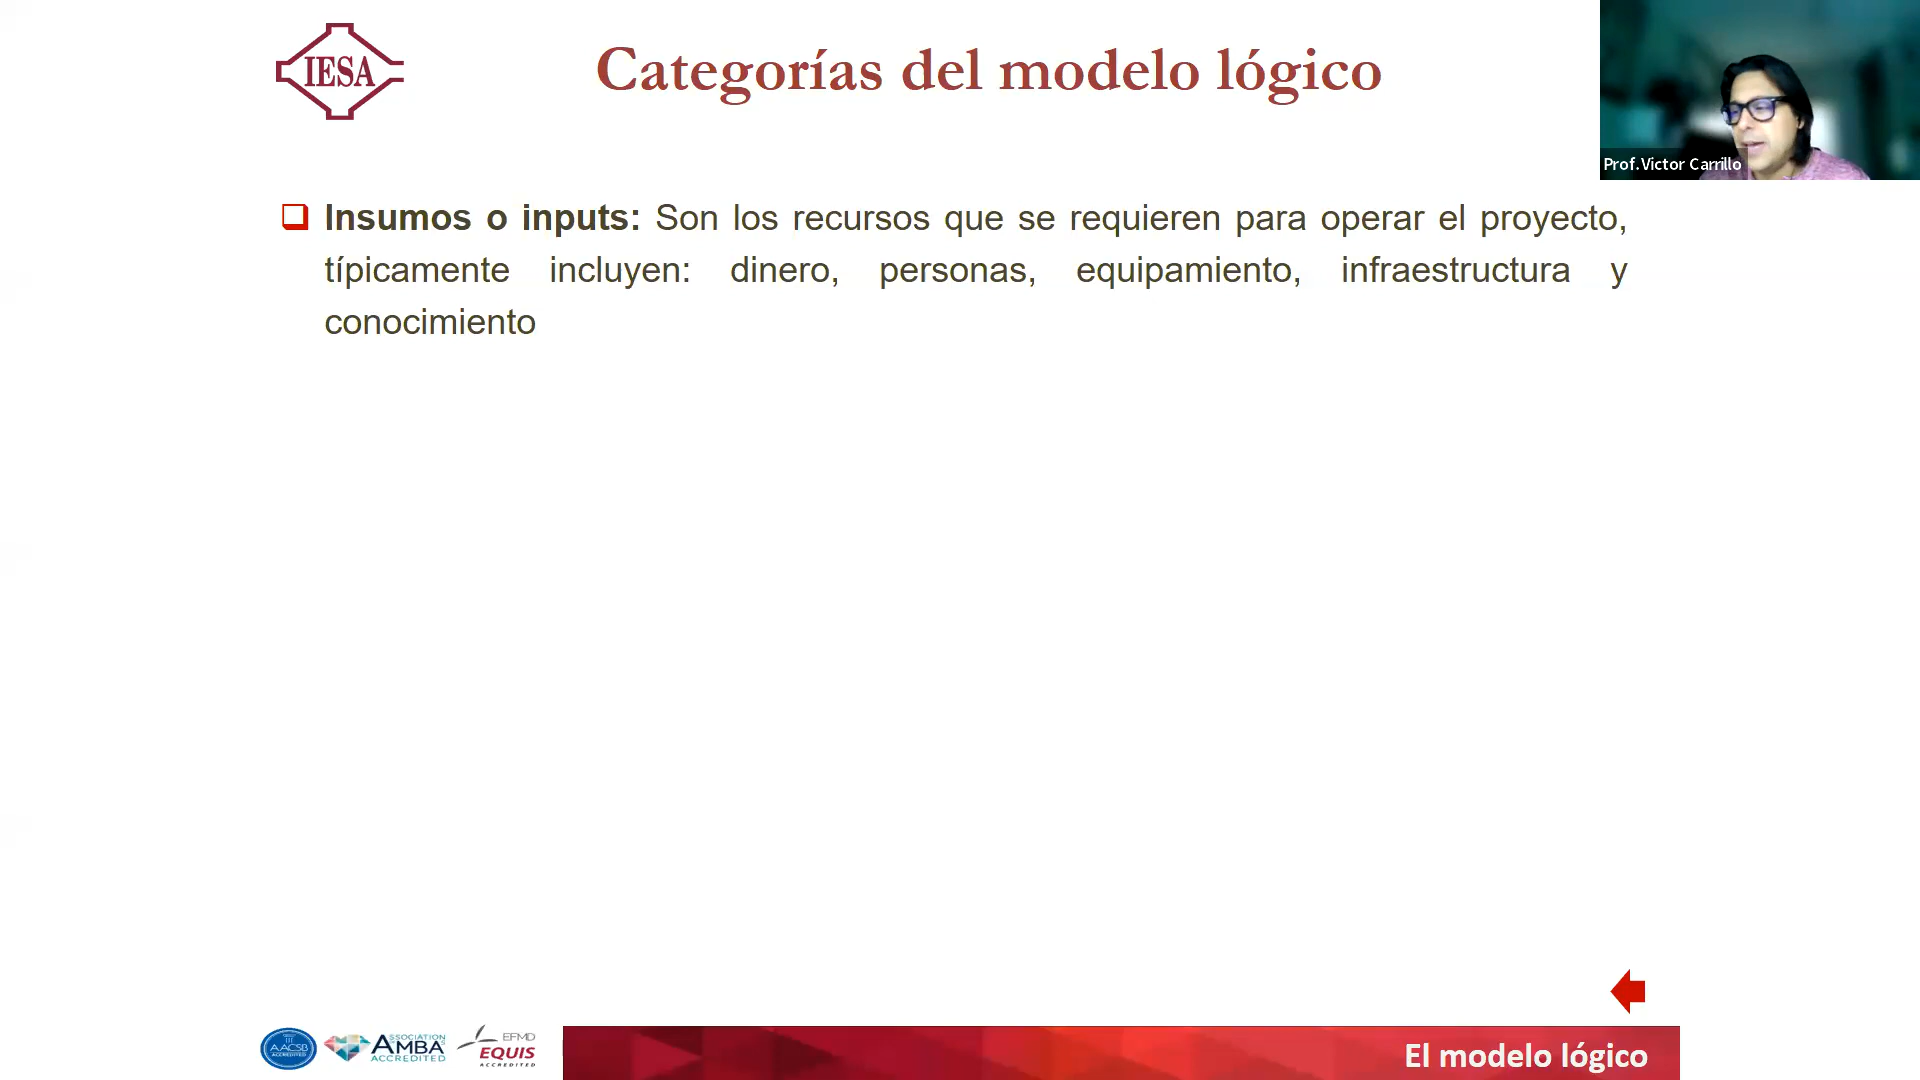 IESA
Categorías del modelo lógico
Prof.Victor Carrillo
Insumos o inputs: Son los recursos que se requieren para operar el proyecto,
típicamente incluyen: dinero, personas, equipamiento, infraestructura y
conocimiento
AACSB
ACCREDITED
ASSOCIATION
AMBA
ACCREDITED
EFMD
EQUIS
ACCREDITED
El modelo lógico